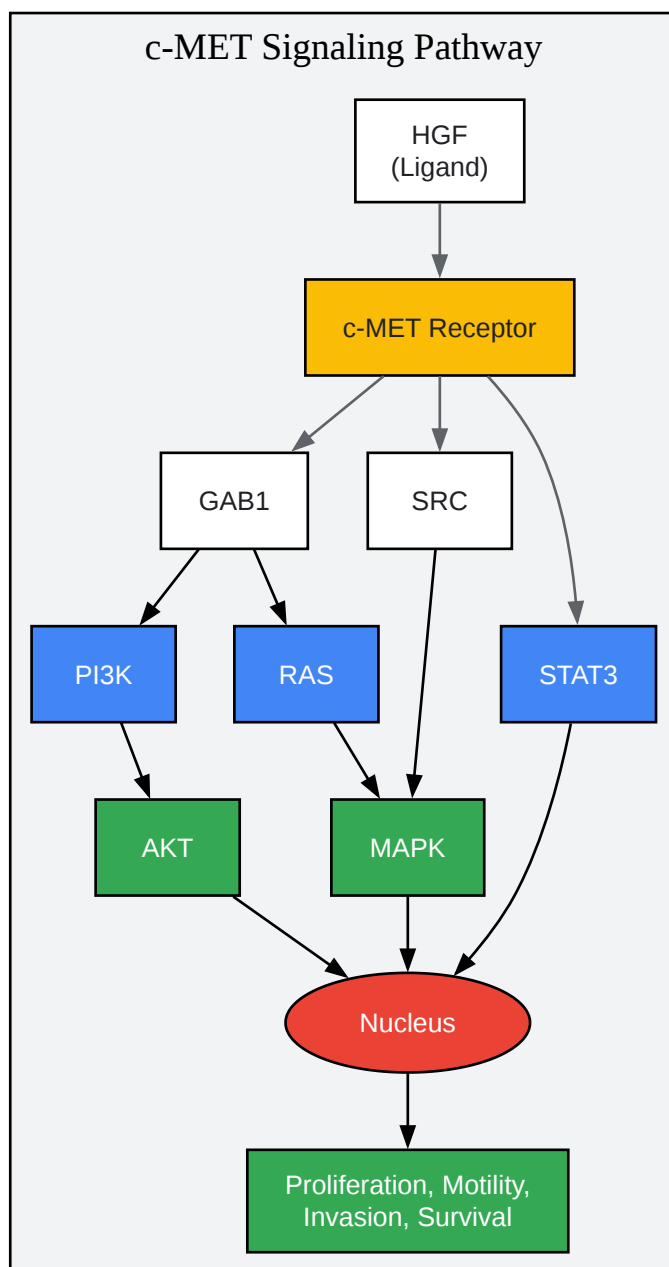 c-MET Signaling Pathway
HGF
(Ligand)
c-MET Receptor
GAB1
SRC
PI3K
RAS
STAT3
AKT
MAPK
Nucleus
Proliferation, Motility,
Invasion, Survival